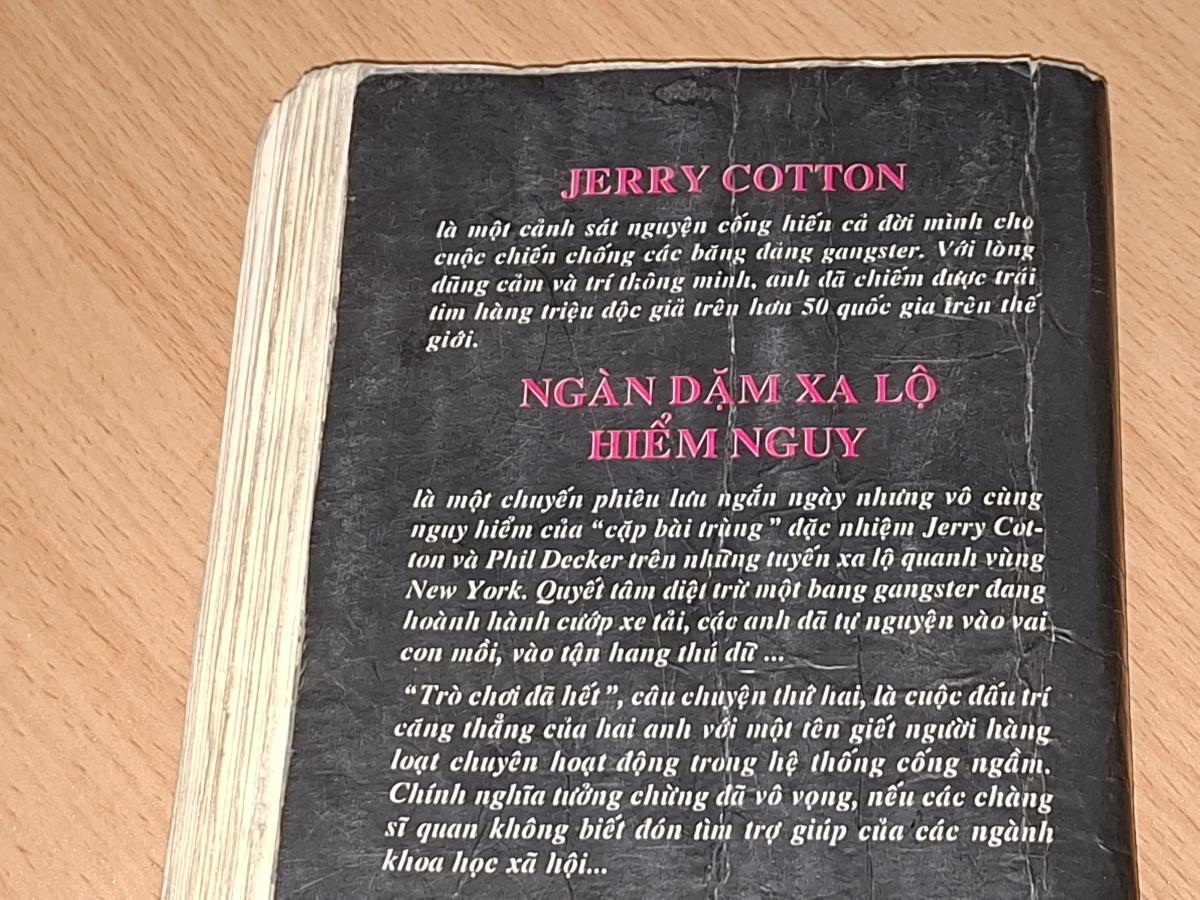 JERRY COTTON
là một cảnh sát nguyện cống hiến cả đời mình cho
cuộc chiến chống các băng đảng gangster. Với lòng
dũng cảm và trí thông minh, anh đã chiếm được trái
tim hàng triệu độc giả trên hơn 50 quốc gia trên thế
giới.
NGÀN DẶM XA LỘ
HIỂM NGUY
là một chuyến phiêu lưu ngắn ngày nhưng vô cùng
nguy hiểm của “cặp bài trùng” đặc nhiệm Jerry Cot-
ton và Phil Decker trên những tuyến xa lộ quanh vùng
New York. Quyết tâm diệt trừ một bang gangster đang
hoành hành cướp xe tải, các anh đã tự nguyện vào vai
con mồi, vào tận hang thú dữ ...
“Trò chơi đã hết”, câu chuyện thứ hai, là cuộc đấu trí
căng thẳng của hai anh với một tên giết người hàng
loạt chuyên hoạt động trong hệ thống cống ngầm.
Chính nghĩa tưởng chừng đã vô vọng, nếu các chàng
sĩ quan không biết đón tìm trợ giúp của các ngành
khoa học xã hội...